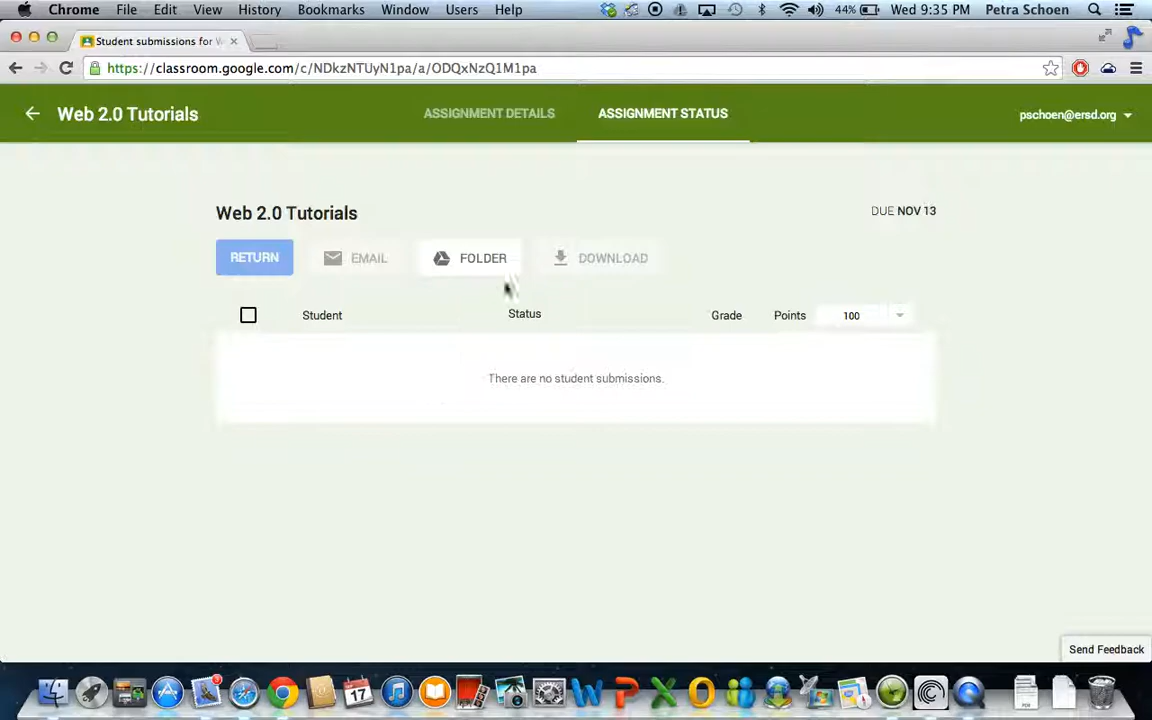 Chrome File Edit View History Bookmarks Window Users Help 44% Wed 9:35 PM Petra Schoen
Student submissions for W
https://classroom.google.com/c/NDkzNTUyN1pa/a/ODQxNzQ1M1pa
Web 2.0 Tutorials ASSIGNMENT DETAILS ASSIGNMENT STATUS pschoen@ersd.org
Web 2.0 Tutorials DUE NOV 13
RETURN EMAIL FOLDER DOWNLOAD
Student Status Grade Points 100
There are no student submissions.
Send Feedback
17